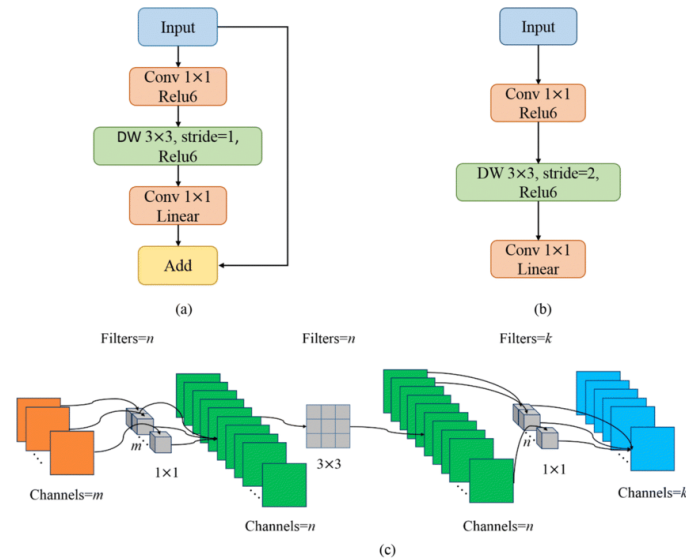 Input
Conv 1×1
Relu6
DW 3×3, stride=1,
Relu6
Conv 1×1
Linear
Add
(a)
Input
Conv 1×1
Relu6
DW 3×3, stride=2,
Relu6
Conv 1×1
Linear
(b)
Filters=n
Filters=n
Filters=k
m
1×1
3×3
n
1×1
Channels=m
Channels=n
Channels=n
Channels=k
(c)